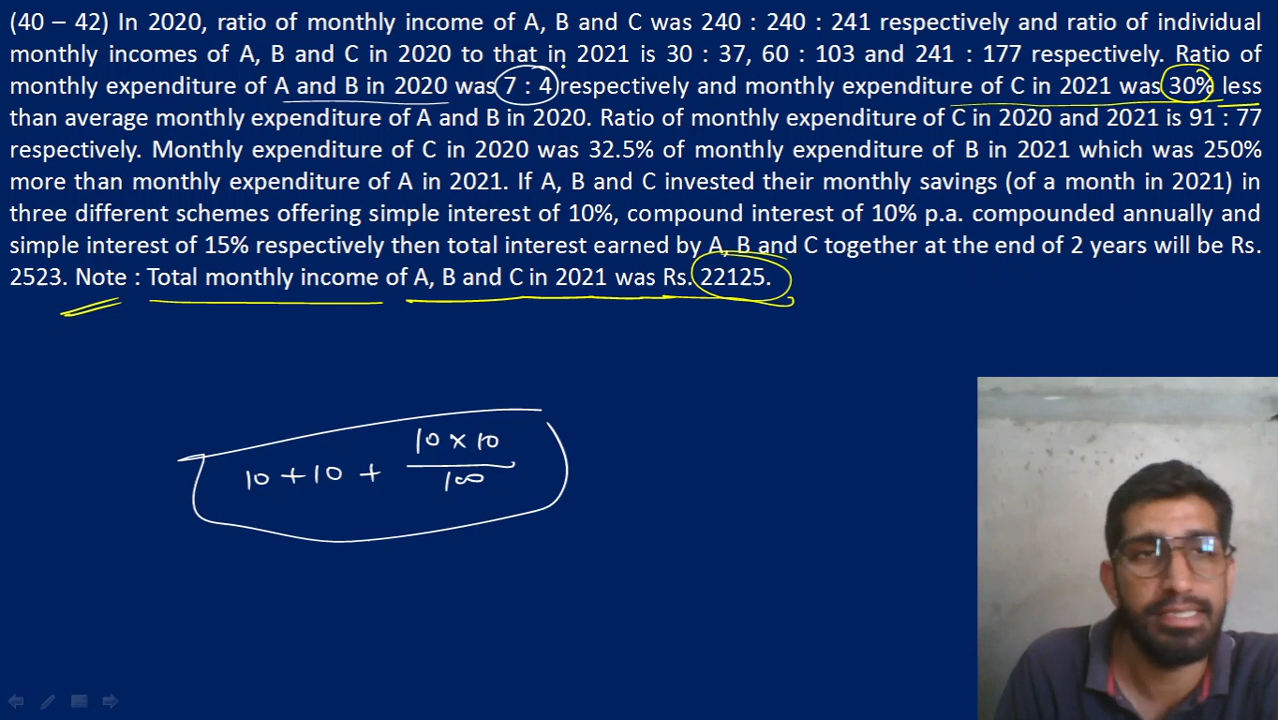 (40 – 42) In 2020, ratio of monthly income of A, B and C was 240 : 240 : 241 respectively and ratio of individual
monthly incomes of A, B and C in 2020 to that in 2021 is 30 : 37, 60 : 103 and 241 : 177 respectively. Ratio of
monthly expenditure of A and B in 2020 was 7 : 4 respectively and monthly expenditure of C in 2021 was 30% less
than average monthly expenditure of A and B in 2020. Ratio of monthly expenditure of C in 2020 and 2021 is 91 : 77
respectively. Monthly expenditure of C in 2020 was 32.5% of monthly expenditure of B in 2021 which was 250%
more than monthly expenditure of A in 2021. If A, B and C invested their monthly savings (of a month in 2021) in
three different schemes offering simple interest of 10%, compound interest of 10% p.a. compounded annually and
simple interest of 15% respectively then total interest earned by A, B and C together at the end of 2 years will be Rs.
2523. Note : Total monthly income of A, B and C in 2021 was Rs. 22125.
10 × 10
10 + 10 +
100